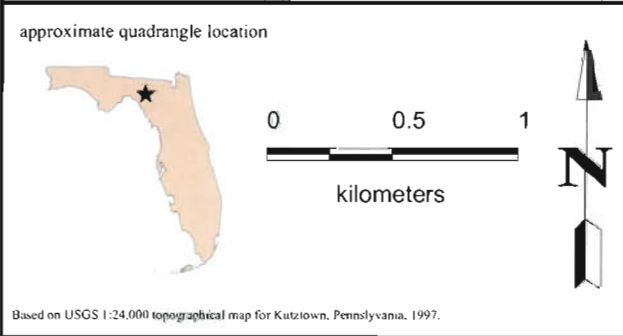 approximate quadrangle location
0 0.5 1
kilometers
N
Based on USGS 1:24,000 topographical map for Kutztown, Pennslyvania, 1997.